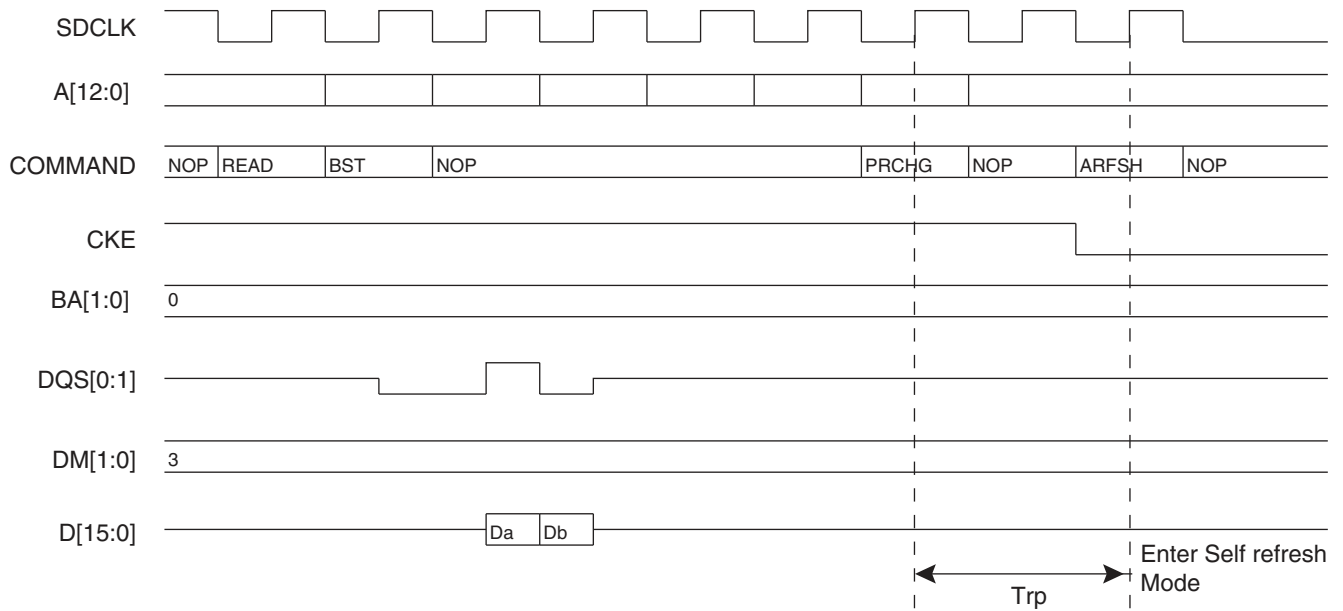 SDCLK
A[12:0]
COMMAND NOP READ BST NOP PRCHG NOP ARFSH NOP
CKE
BA[1:0] 0
DQS[0:1]
DM[1:0] 3
D[15:0] Da Db
Trp
Enter Self refresh
Mode